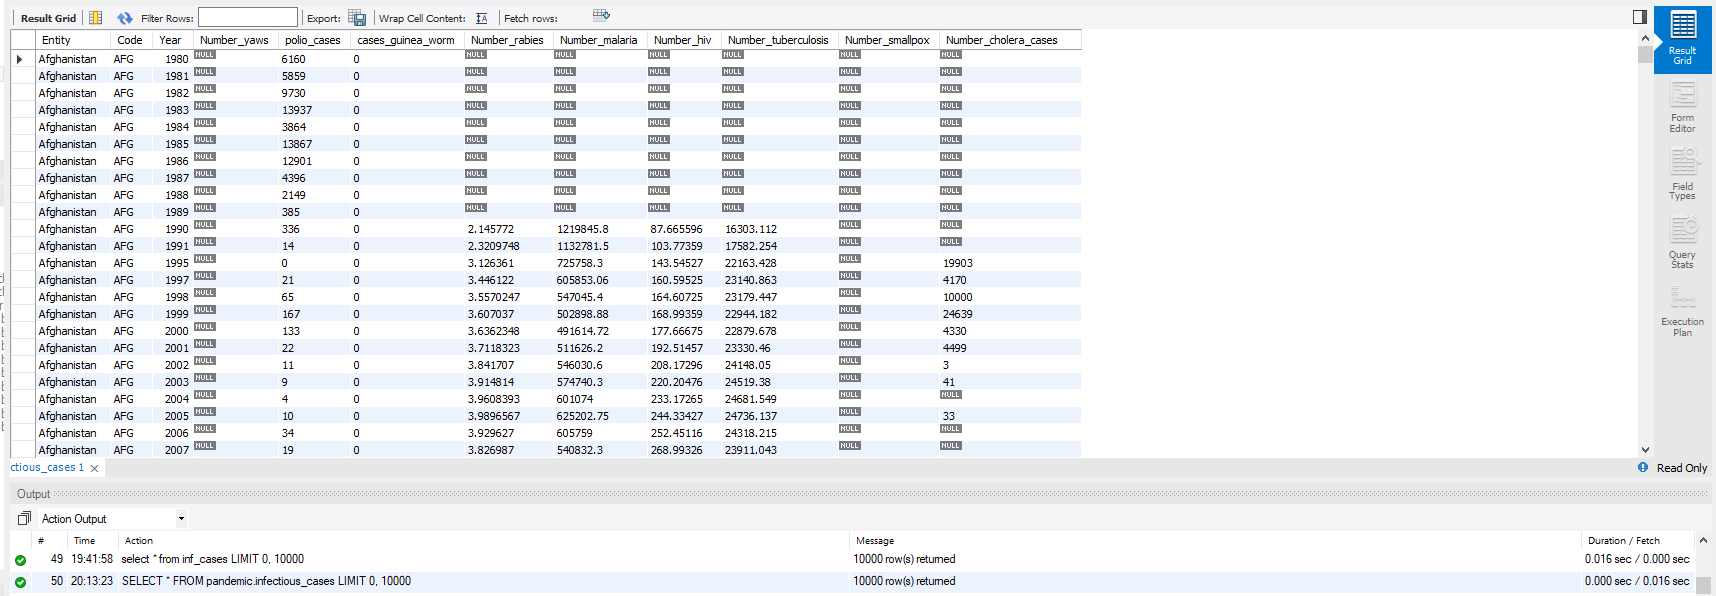 Result Grid Filter Rows: Export: Wrap Cell Content: Fetch rows:
Entity Code Year Number_yaws polio_cases cases_guinea_worm Number_rabies Number_malaria Number_hiv Number_tuberculosis Number_smallpox Number_cholera_cases
Afghanistan AFG 1980 NULL 6160 0 NULL NULL NULL NULL NULL NULL
Afghanistan AFG 1981 NULL 5859 0 NULL NULL NULL NULL NULL NULL
Afghanistan AFG 1982 NULL 9730 0 NULL NULL NULL NULL NULL NULL
Afghanistan AFG 1983 NULL 13937 0 NULL NULL NULL NULL NULL NULL
Afghanistan AFG 1984 NULL 3864 0 NULL NULL NULL NULL NULL NULL
Afghanistan AFG 1985 NULL 13867 0 NULL NULL NULL NULL NULL NULL
Afghanistan AFG 1986 NULL 12901 0 NULL NULL NULL NULL NULL NULL
Afghanistan AFG 1987 NULL 4396 0 NULL NULL NULL NULL NULL NULL
Afghanistan AFG 1988 NULL 2149 0 NULL NULL NULL NULL NULL NULL
Afghanistan AFG 1989 NULL 385 0 NULL NULL NULL NULL NULL NULL
Afghanistan AFG 1990 NULL 336 0 2.145772 1219845.8 87.665596 16303.112 NULL NULL
Afghanistan AFG 1991 NULL 14 0 2.3209748 1132781.5 103.77359 17582.254 NULL NULL
Afghanistan AFG 1995 NULL 0 0 3.126361 725758.3 143.54527 22163.428 NULL 19903
Afghanistan AFG 1997 NULL 21 0 3.446122 605853.06 160.59525 23140.863 NULL 4170
Afghanistan AFG 1998 NULL 65 0 3.5570247 547045.4 164.60725 23179.447 NULL 10000
Afghanistan AFG 1999 NULL 167 0 3.607037 502898.88 168.99359 22944.182 NULL 24639
Afghanistan AFG 2000 NULL 133 0 3.6362348 491614.72 177.66675 22879.678 NULL 4330
Afghanistan AFG 2001 NULL 22 0 3.7118323 511626.2 192.51457 23330.46 NULL 4499
Afghanistan AFG 2002 NULL 11 0 3.841707 546030.6 208.17296 24148.05 NULL 3
Afghanistan AFG 2003 NULL 9 0 3.914814 574740.3 220.20476 24519.38 NULL 41
Afghanistan AFG 2004 NULL 4 0 3.9608393 601074 233.17265 24681.549 NULL NULL
Afghanistan AFG 2005 NULL 10 0 3.9896567 625202.75 244.33427 24736.137 NULL 33
Afghanistan AFG 2006 NULL 34 0 3.929627 605759 252.45116 24318.215 NULL NULL
Afghanistan AFG 2007 NULL 19 0 3.826987 540832.3 268.99326 23911.043 NULL NULL
Result
Grid
Form
Editor
Field
Types
Query
Stats
Execution
Plan
ctious_cases 1 Read Only
Output
Action Output
# Time Action Message Duration / Fetch
49 19:41:58 select * from inf_cases LIMIT 0, 10000 10000 row(s) returned 0.016 sec / 0.000 sec
50 20:13:23 SELECT * FROM pandemic.infectious_cases LIMIT 0, 10000 10000 row(s) returned 0.000 sec / 0.016 sec